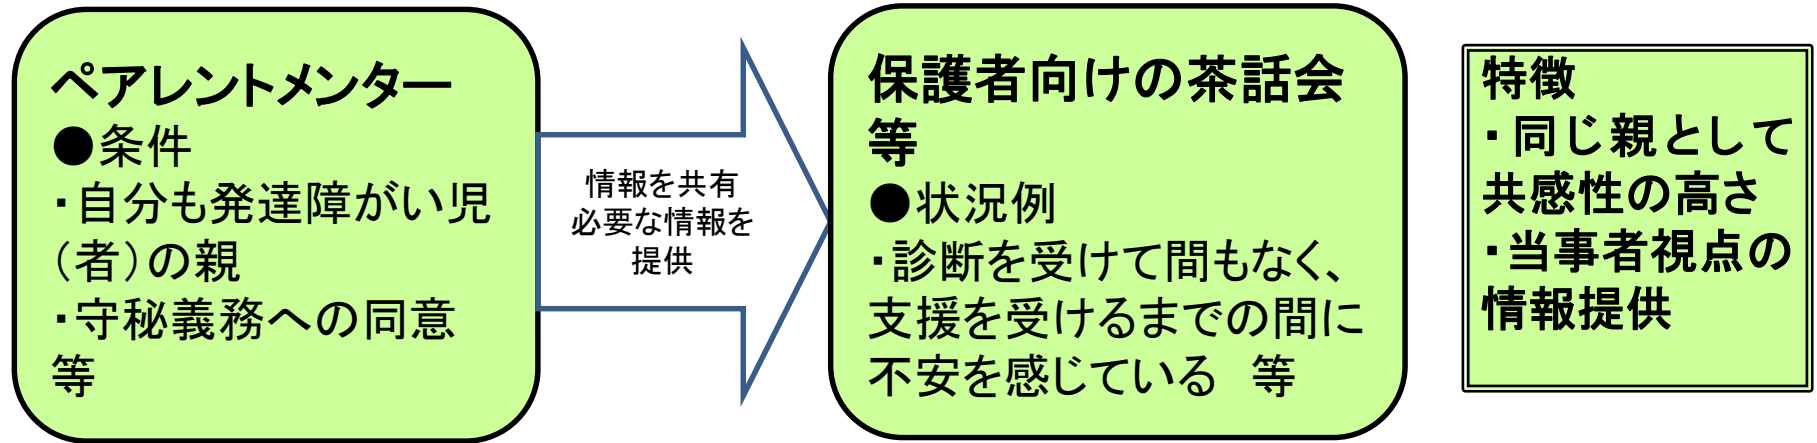 ペアレントメンター
●条件
・自分も発達障がい児
（者）の親
・守秘義務への同意
等
情報を共有
必要な情報を
提供
保護者向けの茶話会
等
●状況例
・診断を受けて間もなく、
支援を受けるまでの間に
不安を感じている　等
特徴
・同じ親として
共感性の高さ
・当事者視点の
情報提供